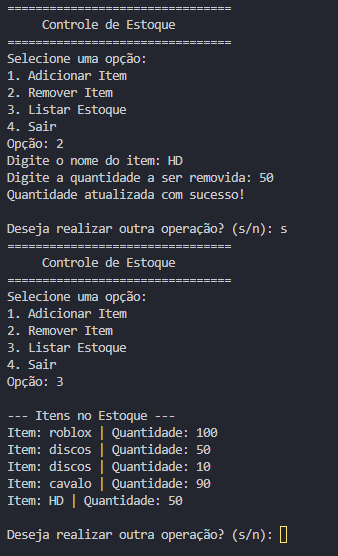 ================================
Controle de Estoque
================================
Selecione uma opção:
1. Adicionar Item
2. Remover Item
3. Listar Estoque
4. Sair
Opção: 2
Digite o nome do item: HD
Digite a quantidade a ser removida: 50
Quantidade atualizada com sucesso!
Deseja realizar outra operação? (s/n): s
================================
Controle de Estoque
================================
Selecione uma opção:
1. Adicionar Item
2. Remover Item
3. Listar Estoque
4. Sair
Opção: 3
--- Itens no Estoque ---
Item: roblox | Quantidade: 100
Item: discos | Quantidade: 50
Item: discos | Quantidade: 10
Item: cavalo | Quantidade: 90
Item: HD | Quantidade: 50
Deseja realizar outra operação? (s/n):